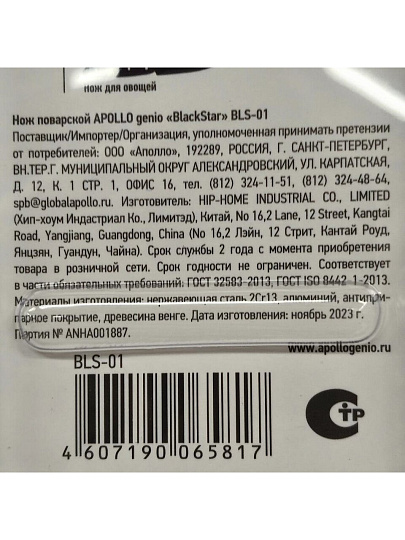 нож для овощей
Нож поварской APOLLO genio «BlackStar» BLS-01
Поставщик/Импортер/Организация, уполномоченная принимать претензии
от потребителей: ООО «Аполло», 192289, РОССИЯ, Г. САНКТ-ПЕТЕРБУРГ,
ВН.ТЕР.Г. МУНИЦИПАЛЬНЫЙ ОКРУГ АЛЕКСАНДРОВСКИЙ, УЛ. КАРПАТСКАЯ,
Д. 12, К. 1 СТР. 1, ОФИС 16, тел. (812) 324-11-51, (812) 324-48-64,
spb@globalapollo.ru. Изготовитель: HIP-HOME INDUSTRIAL CO., LIMITED
(Хип-хоум Индастриал Ко., Лимитэд), Китай, No 16,2 Lane, 12 Street, Kangtai
Road, Yangjiang, Guangdong, China (No 16,2 Лэйн, 12 Стрит, Кантай Роуд,
Янцзян, Гуандун, Чайна). Срок службы 2 года с момента приобретения
товара в розничной сети. Срок годности не ограничен. Соответствует
в части обязательных требований: ГОСТ 32583-2013, ГОСТ ISO 8442-1-2013.
Материалы изготовления: нержавеющая сталь 2Cr13, алюминий, антипри-
гарное покрытие, древесина венге. Дата изготовления: ноябрь 2023 г.
Партия № ANHA001887.
www.apollogenio.ru
BLS-01
4 607190 065817
СТР